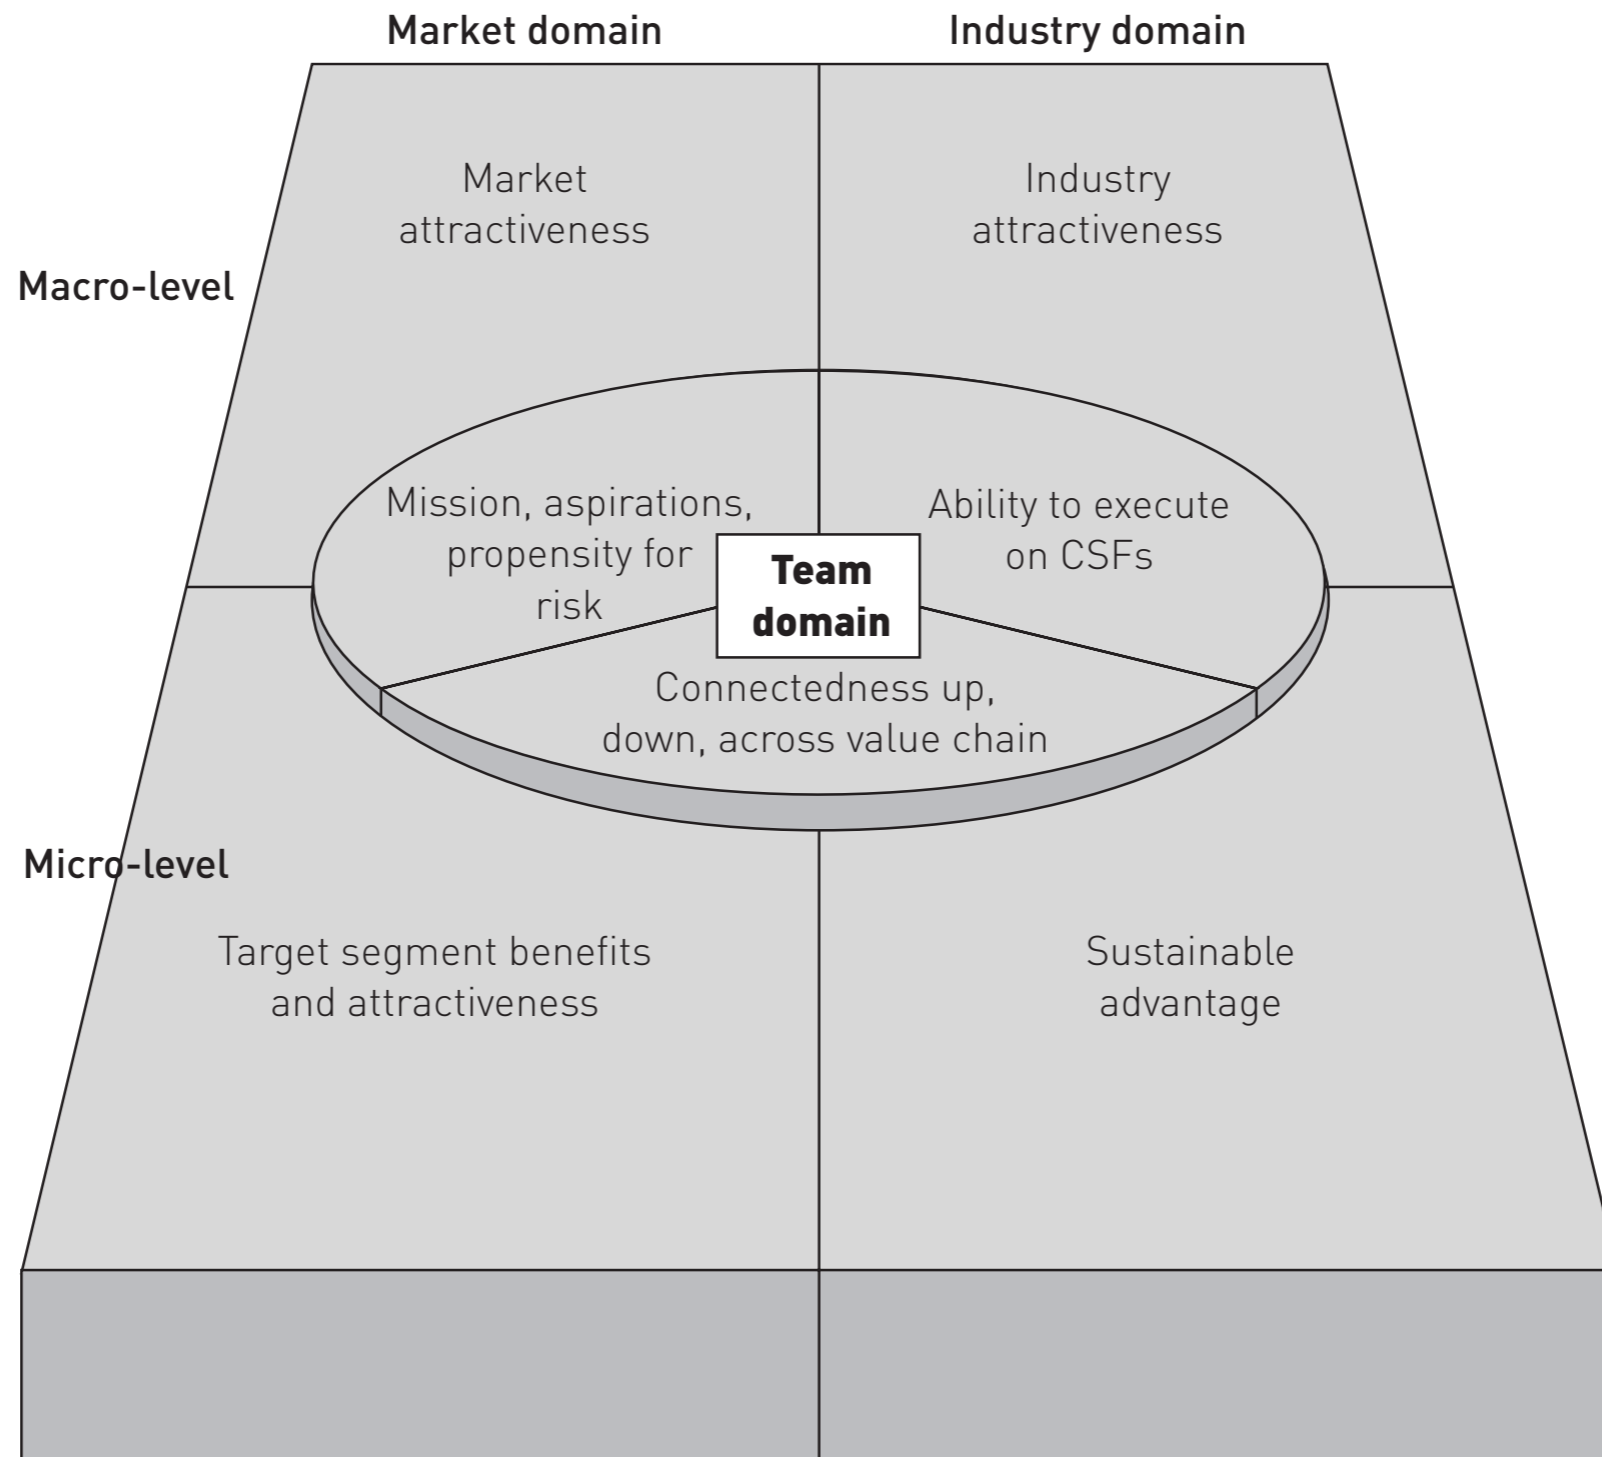 Market domain
Industry domain
Market
attractiveness
Industry
attractiveness
Macro-level
Mission, aspirations,
propensity for
risk
Ability to execute
on CSFs
Team
domain
Connectedness up,
down, across value chain
Micro-level
Target segment benefits
and attractiveness
Sustainable
advantage